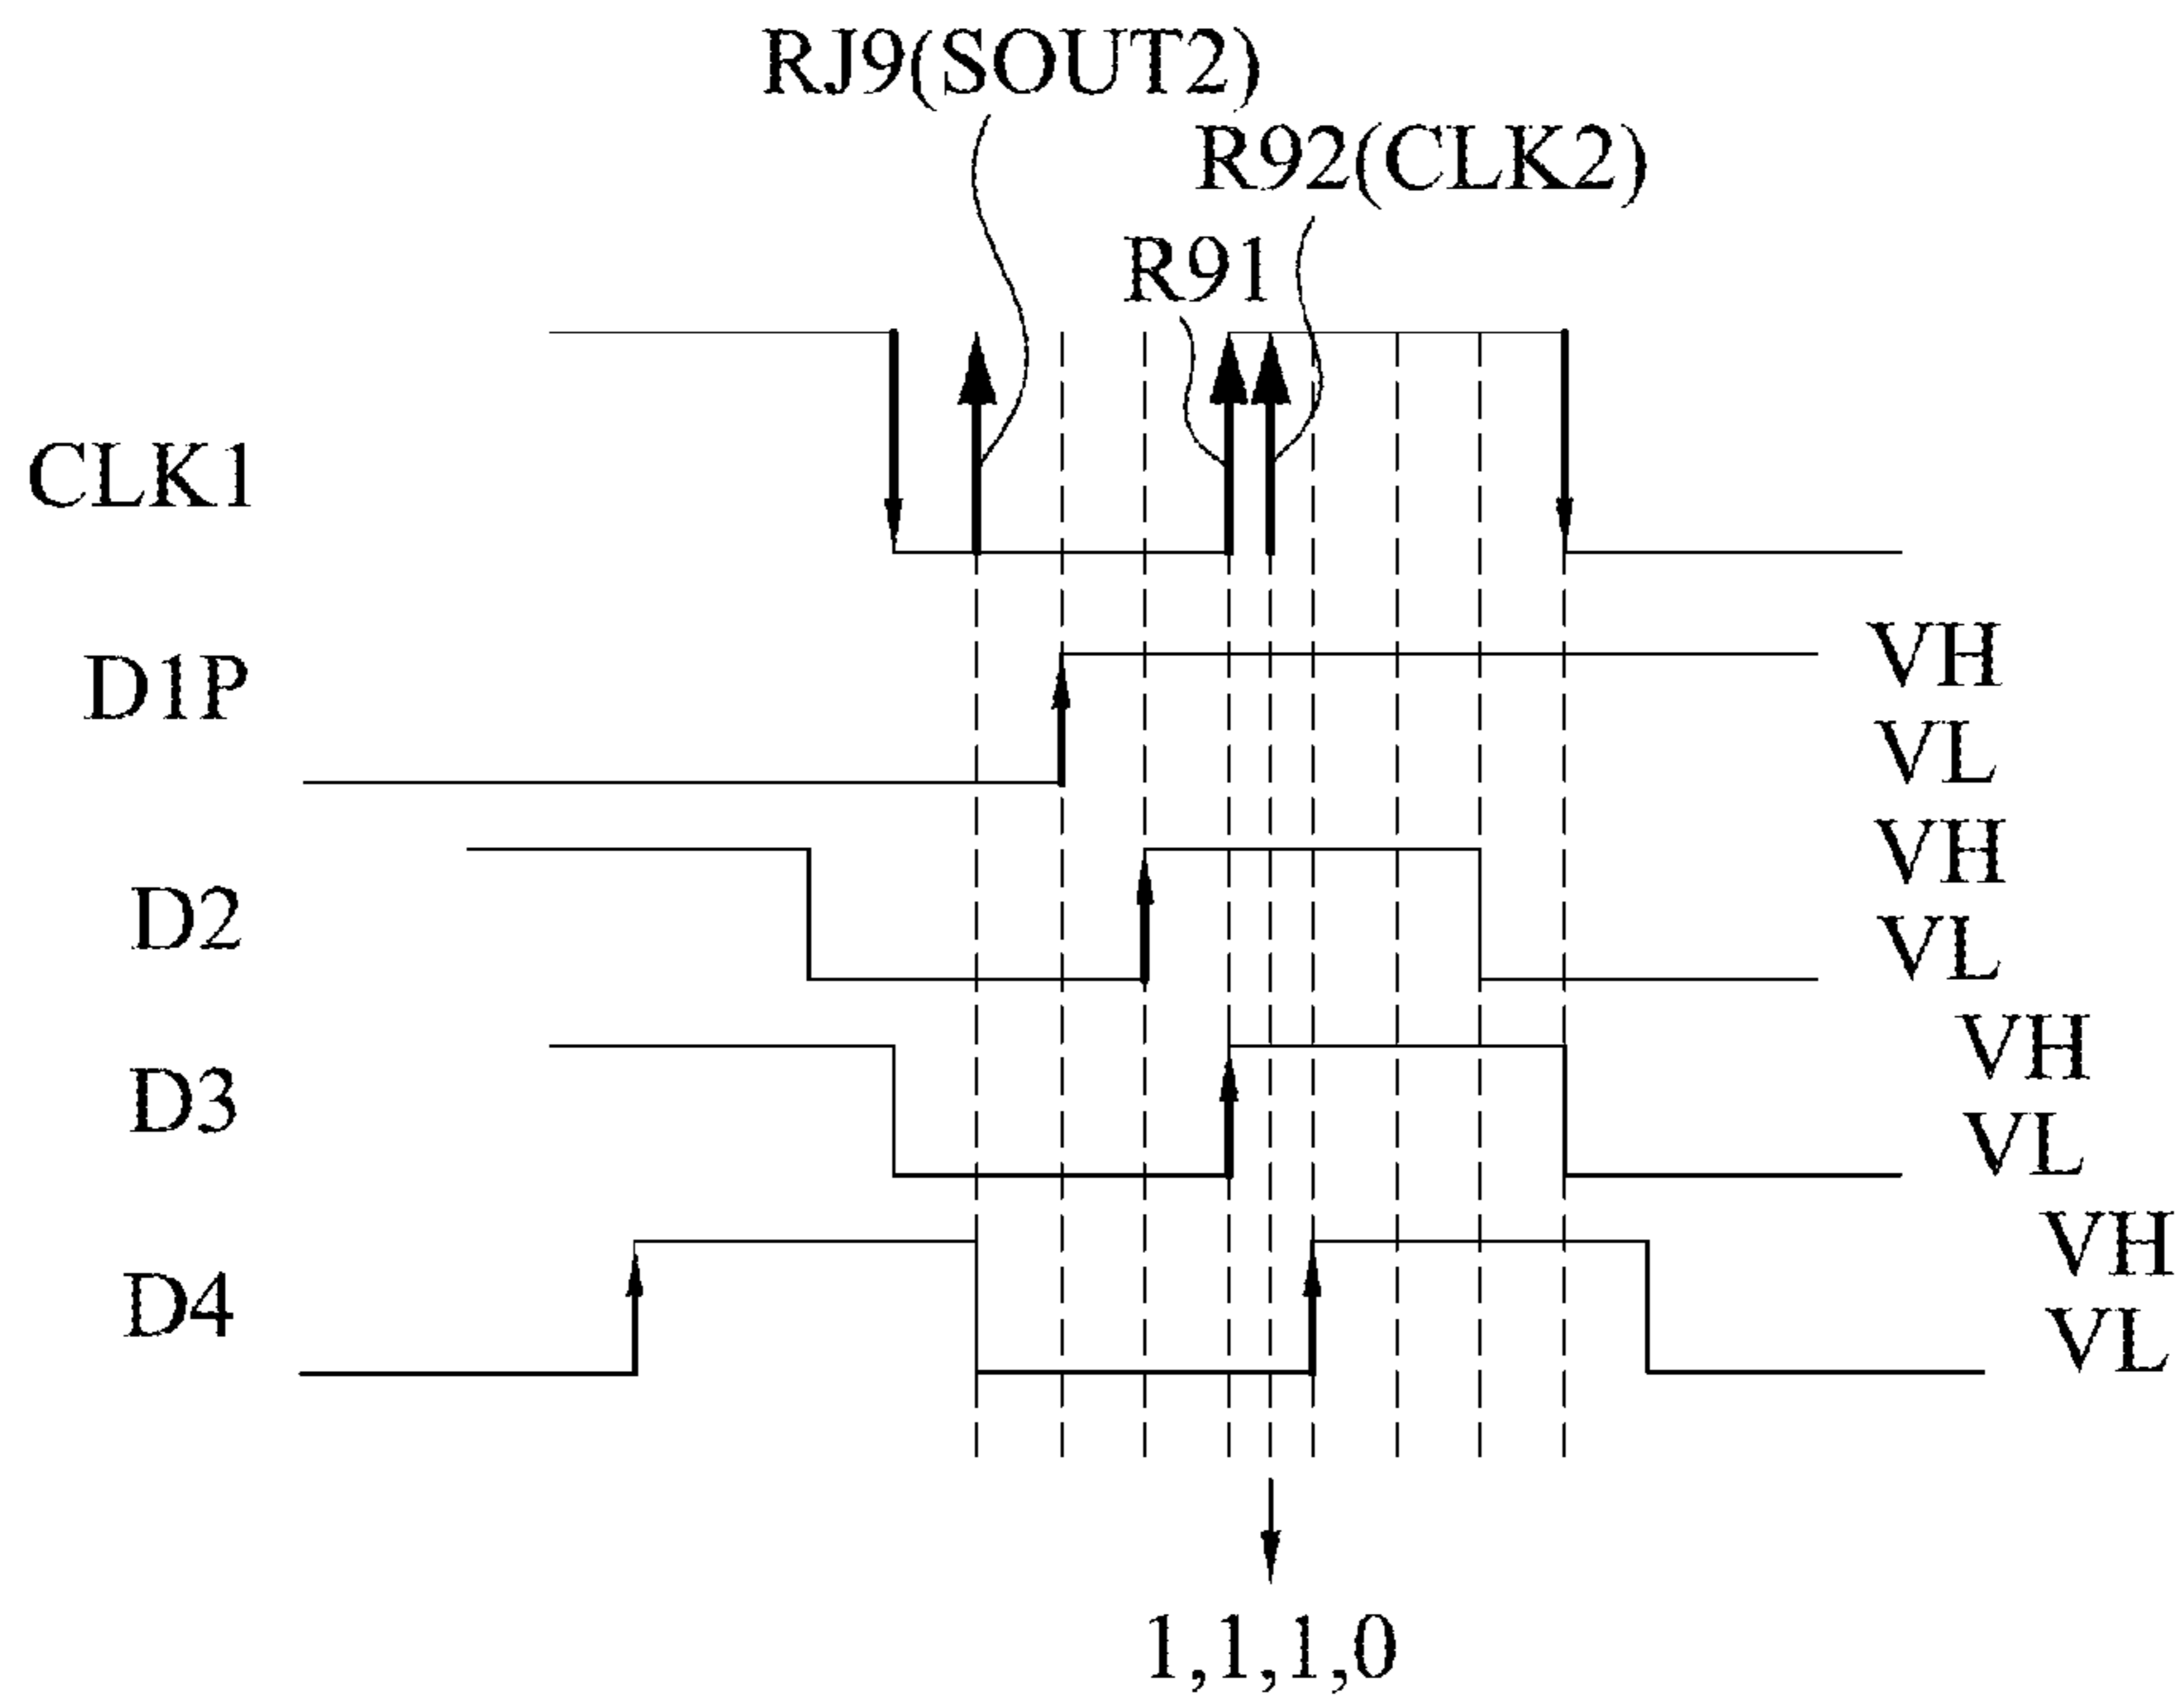 RJ9(SOUT2)
R92(CLK2)
R91
CLK1
D1P
VH
VL
D2
VH
VL
D3
VH
VL
D4
VH
VL
1,1,1,0